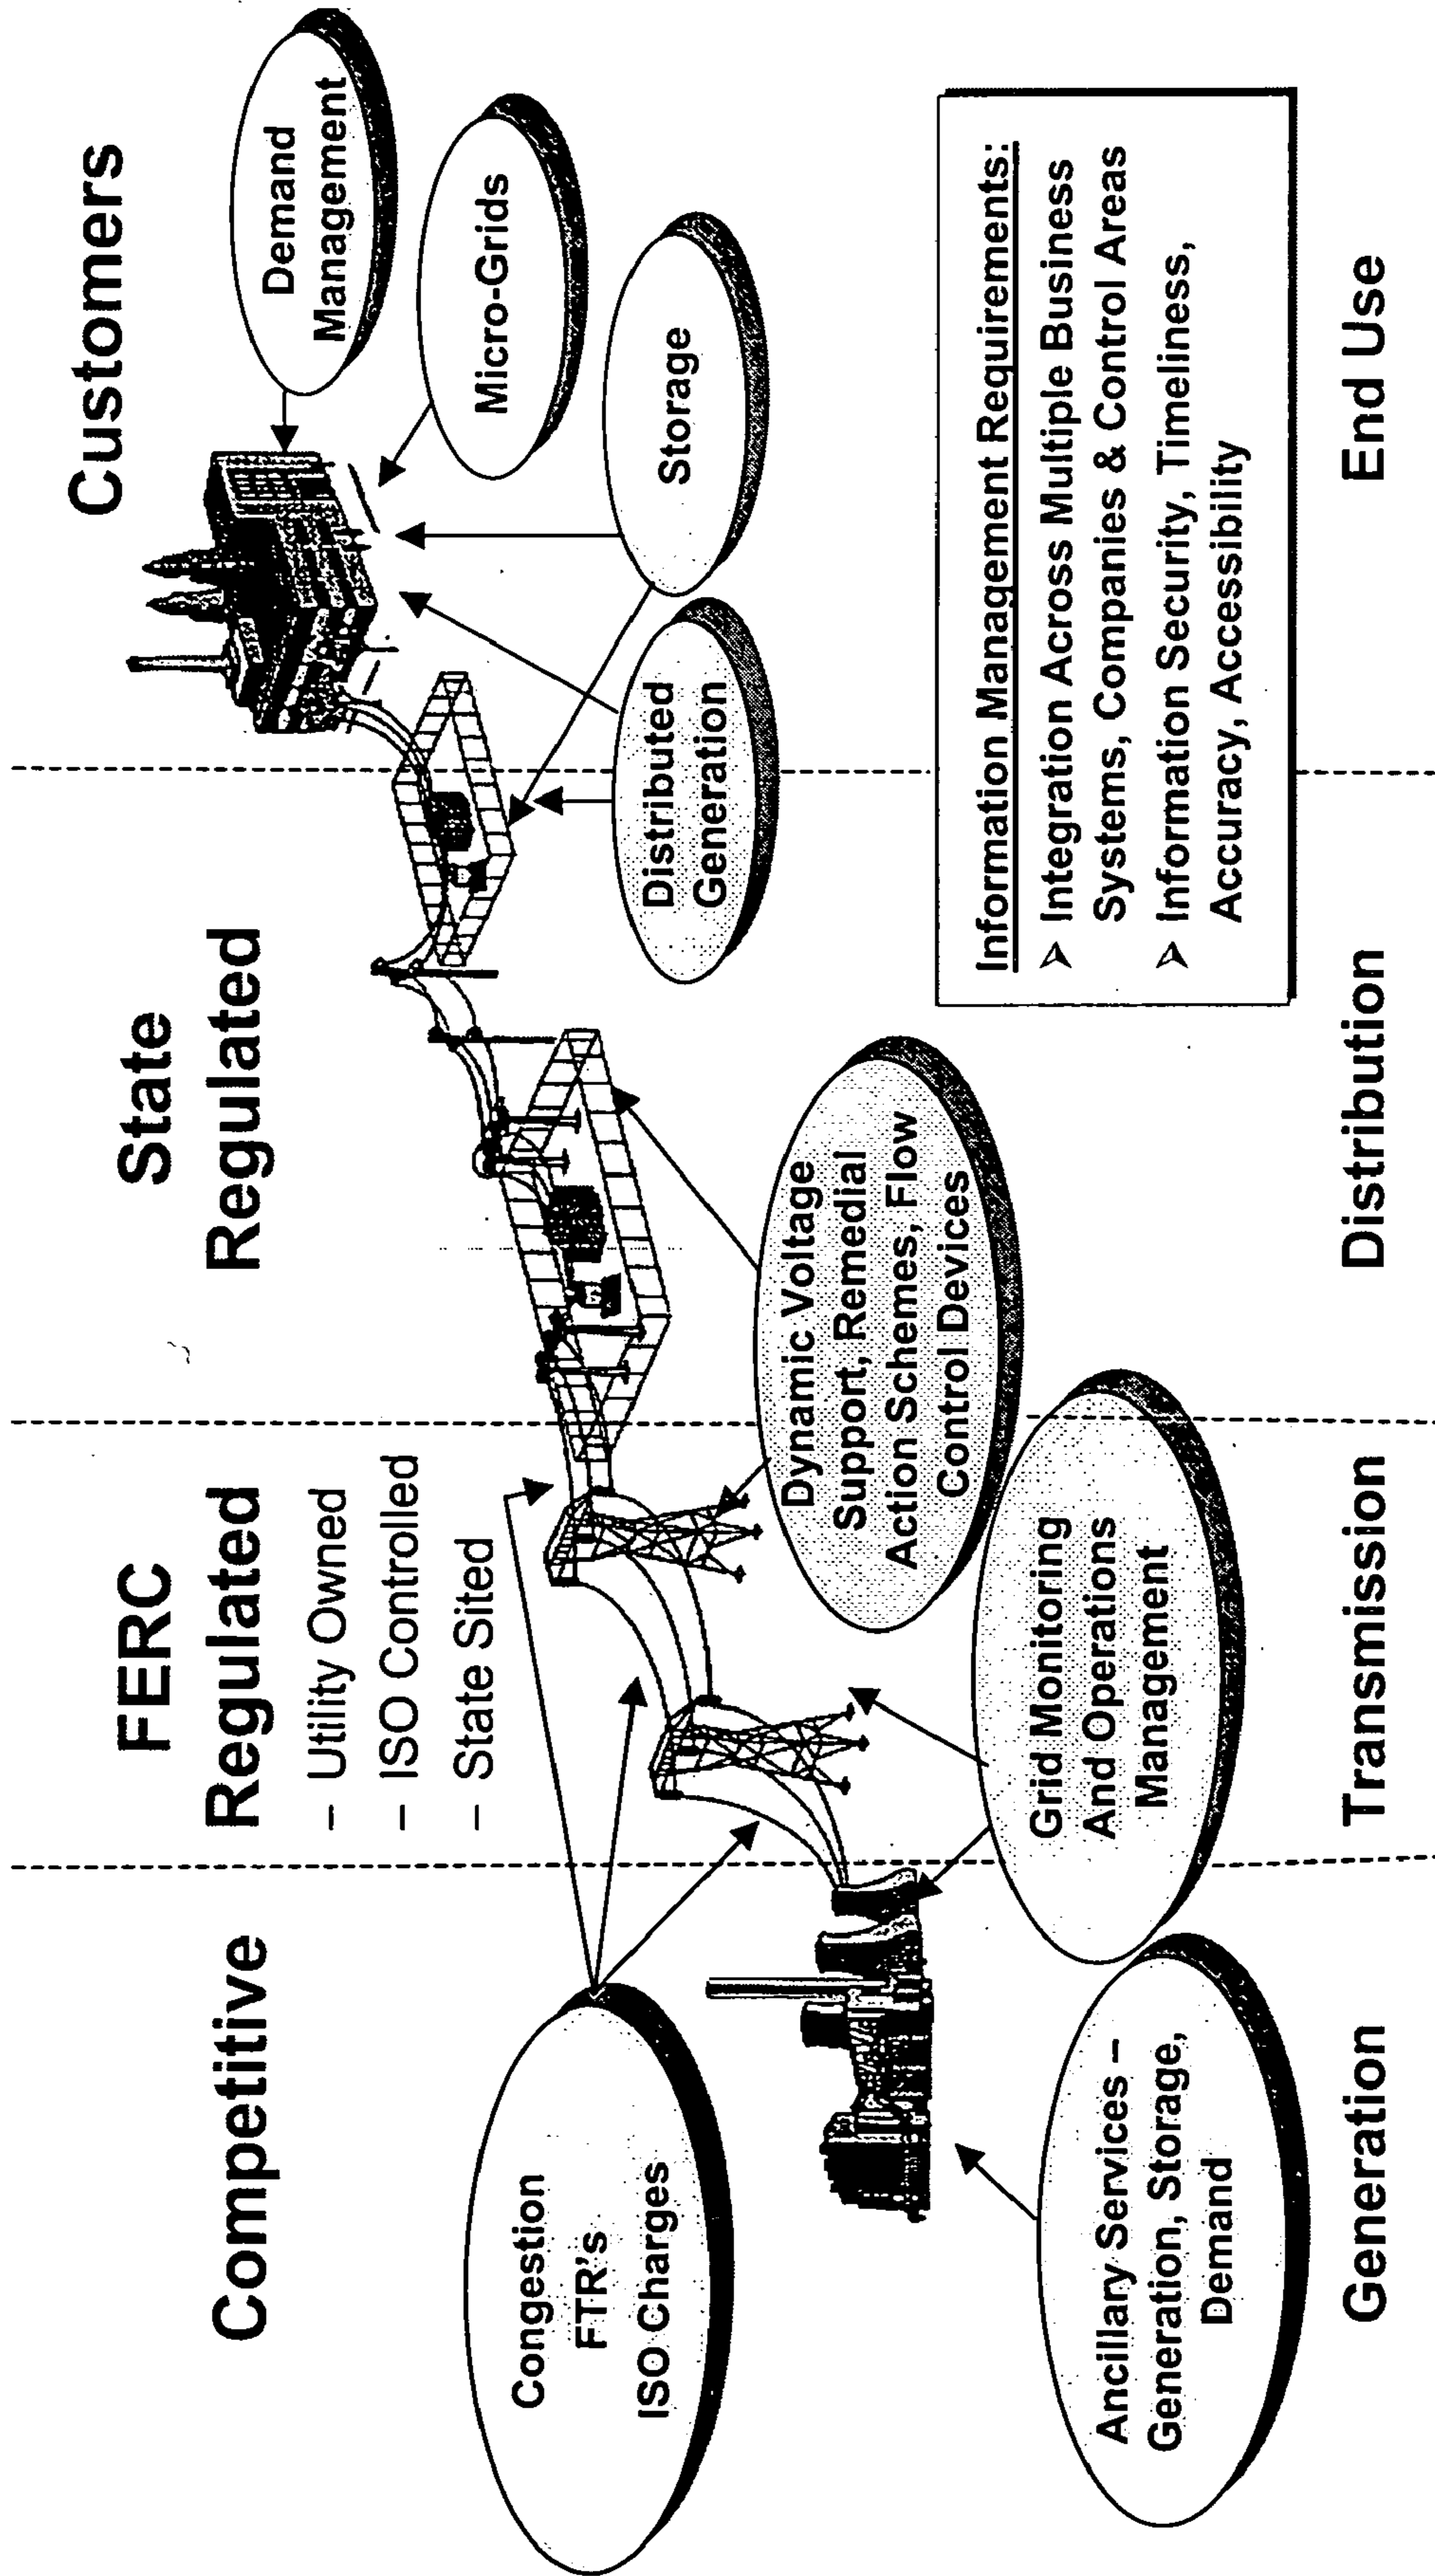 Competitive
FERC
Regulated
– Utility Owned
– ISO Controlled
– State Sited
State
Regulated
Customers
Congestion
FTR's
ISO Charges
Demand
Management
Micro-Grids
Storage
Distributed
Generation
Dynamic Voltage
Support, Remedial
Action Schemes, Flow
Control Devices
Grid Monitoring
And Operations
Management
Ancillary Services –
Generation, Storage,
Demand
Information Management Requirements:
➢ Integration Across Multiple Business
Systems, Companies & Control Areas
➢ Information Security, Timeliness,
Accuracy, Accessibility
Generation
Transmission
Distribution
End Use